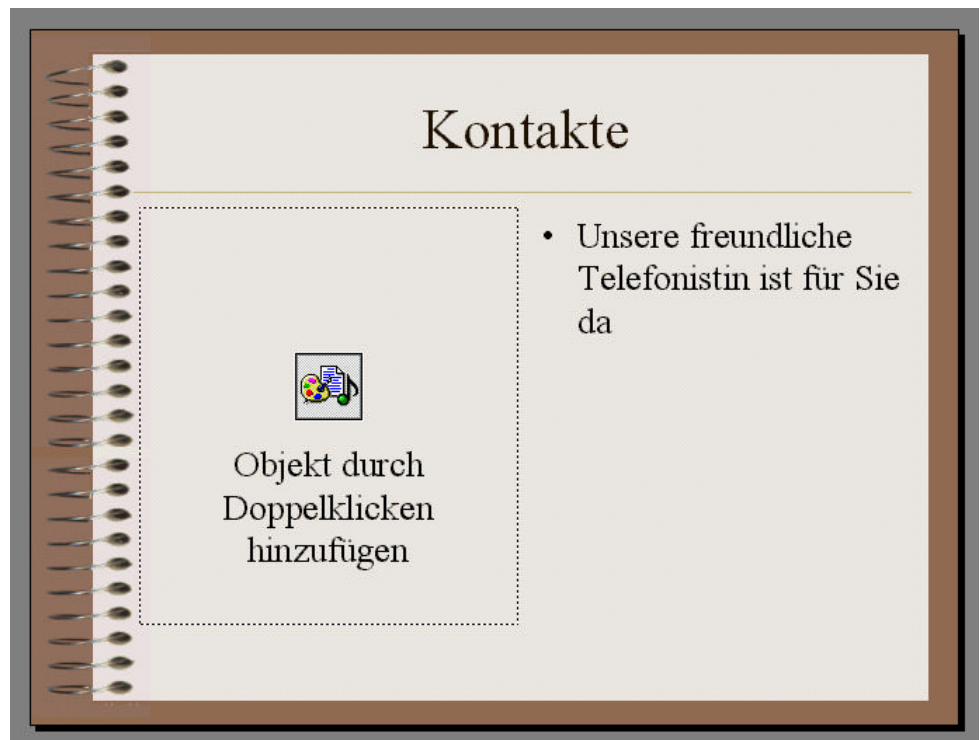 Kontakte
Objekt durch
Doppelklicken
hinzufügen
• Unsere freundliche
Telefonistin ist für Sie
da